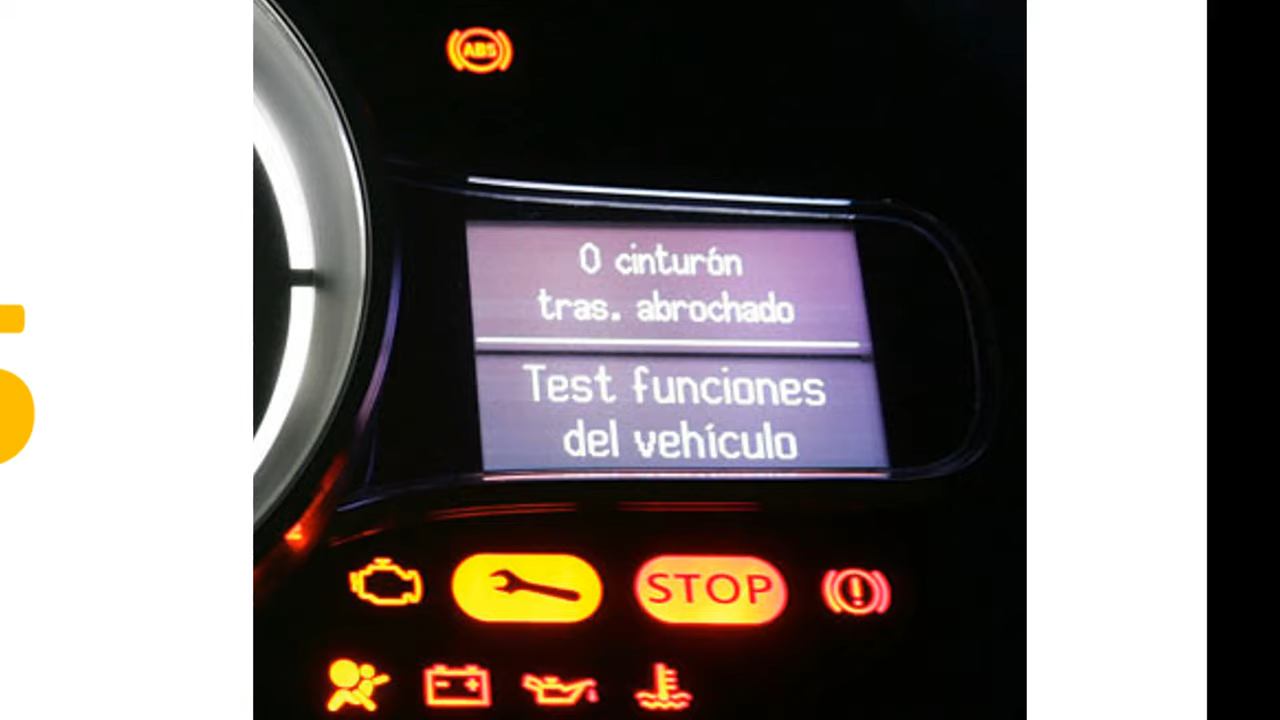 ABS
0 cinturón
tras. abrochado
Test funciones
del vehículo
STOP